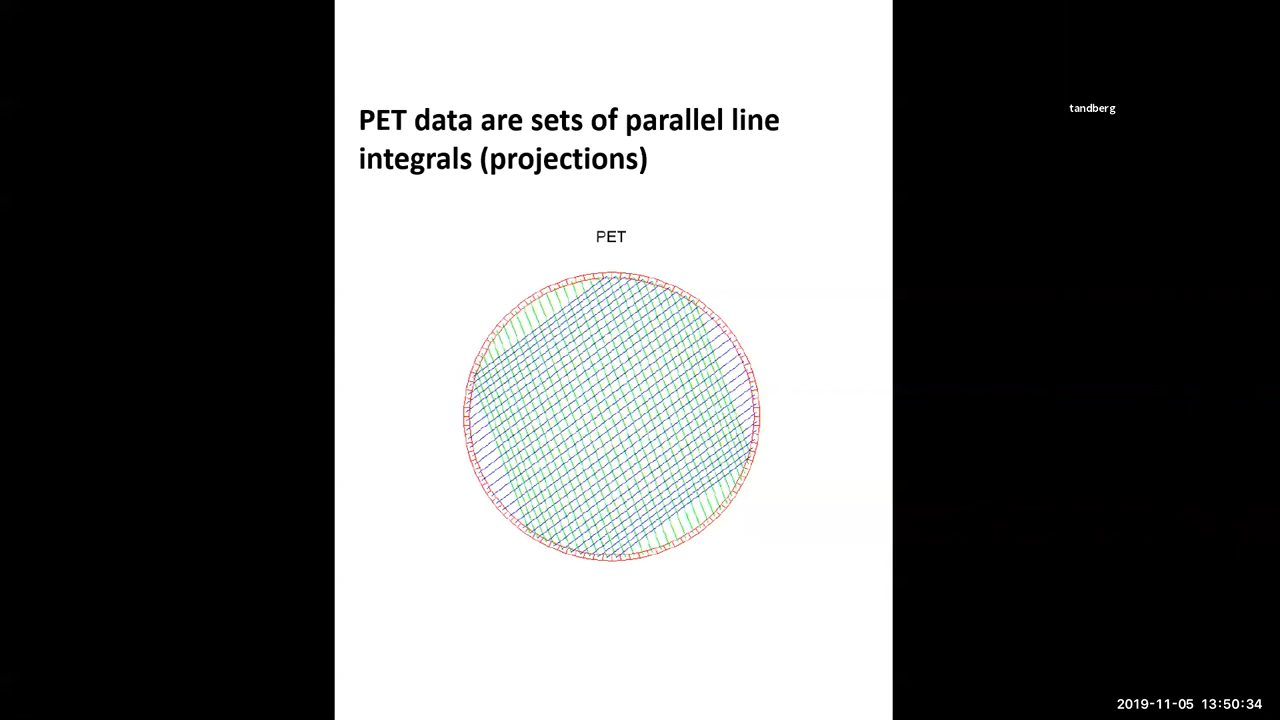 PET data are sets of parallel line
integrals (projections)
PET
tandberg
2019-11-05 13:50:34